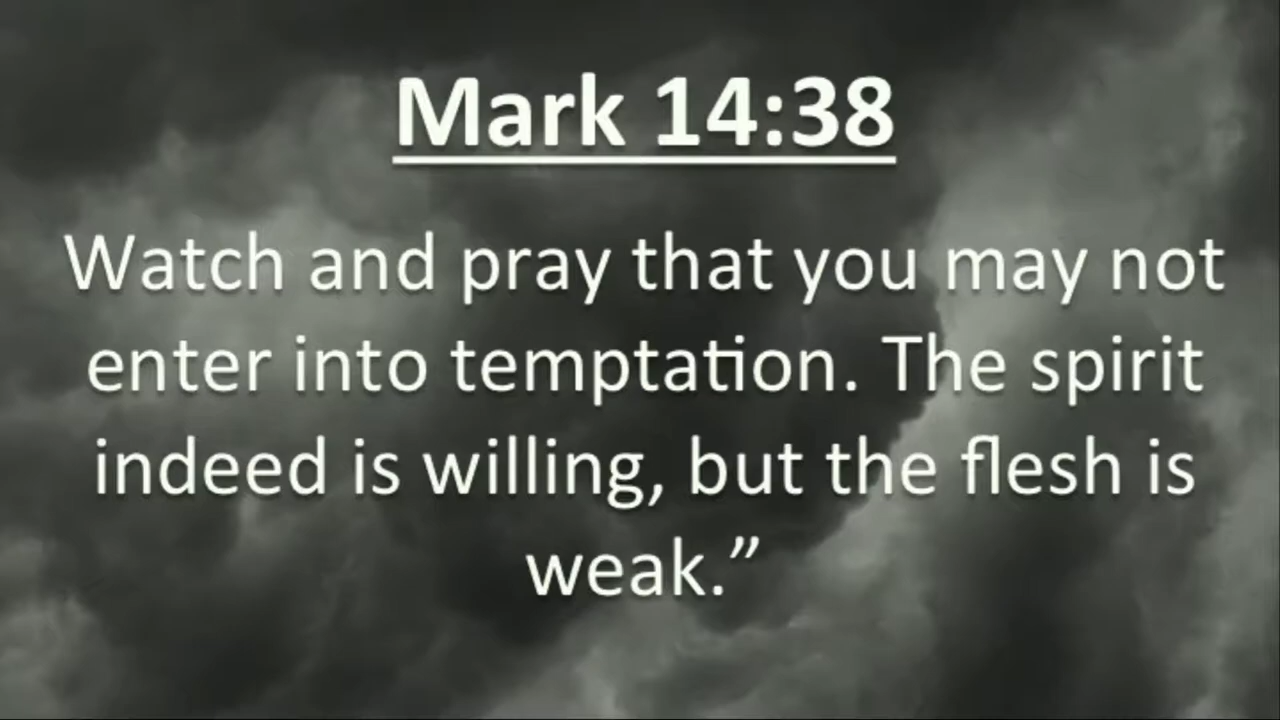 Mark 14:38
Watch and pray that you may not
enter into temptation. The spirit
indeed is willing, but the flesh is
weak.”